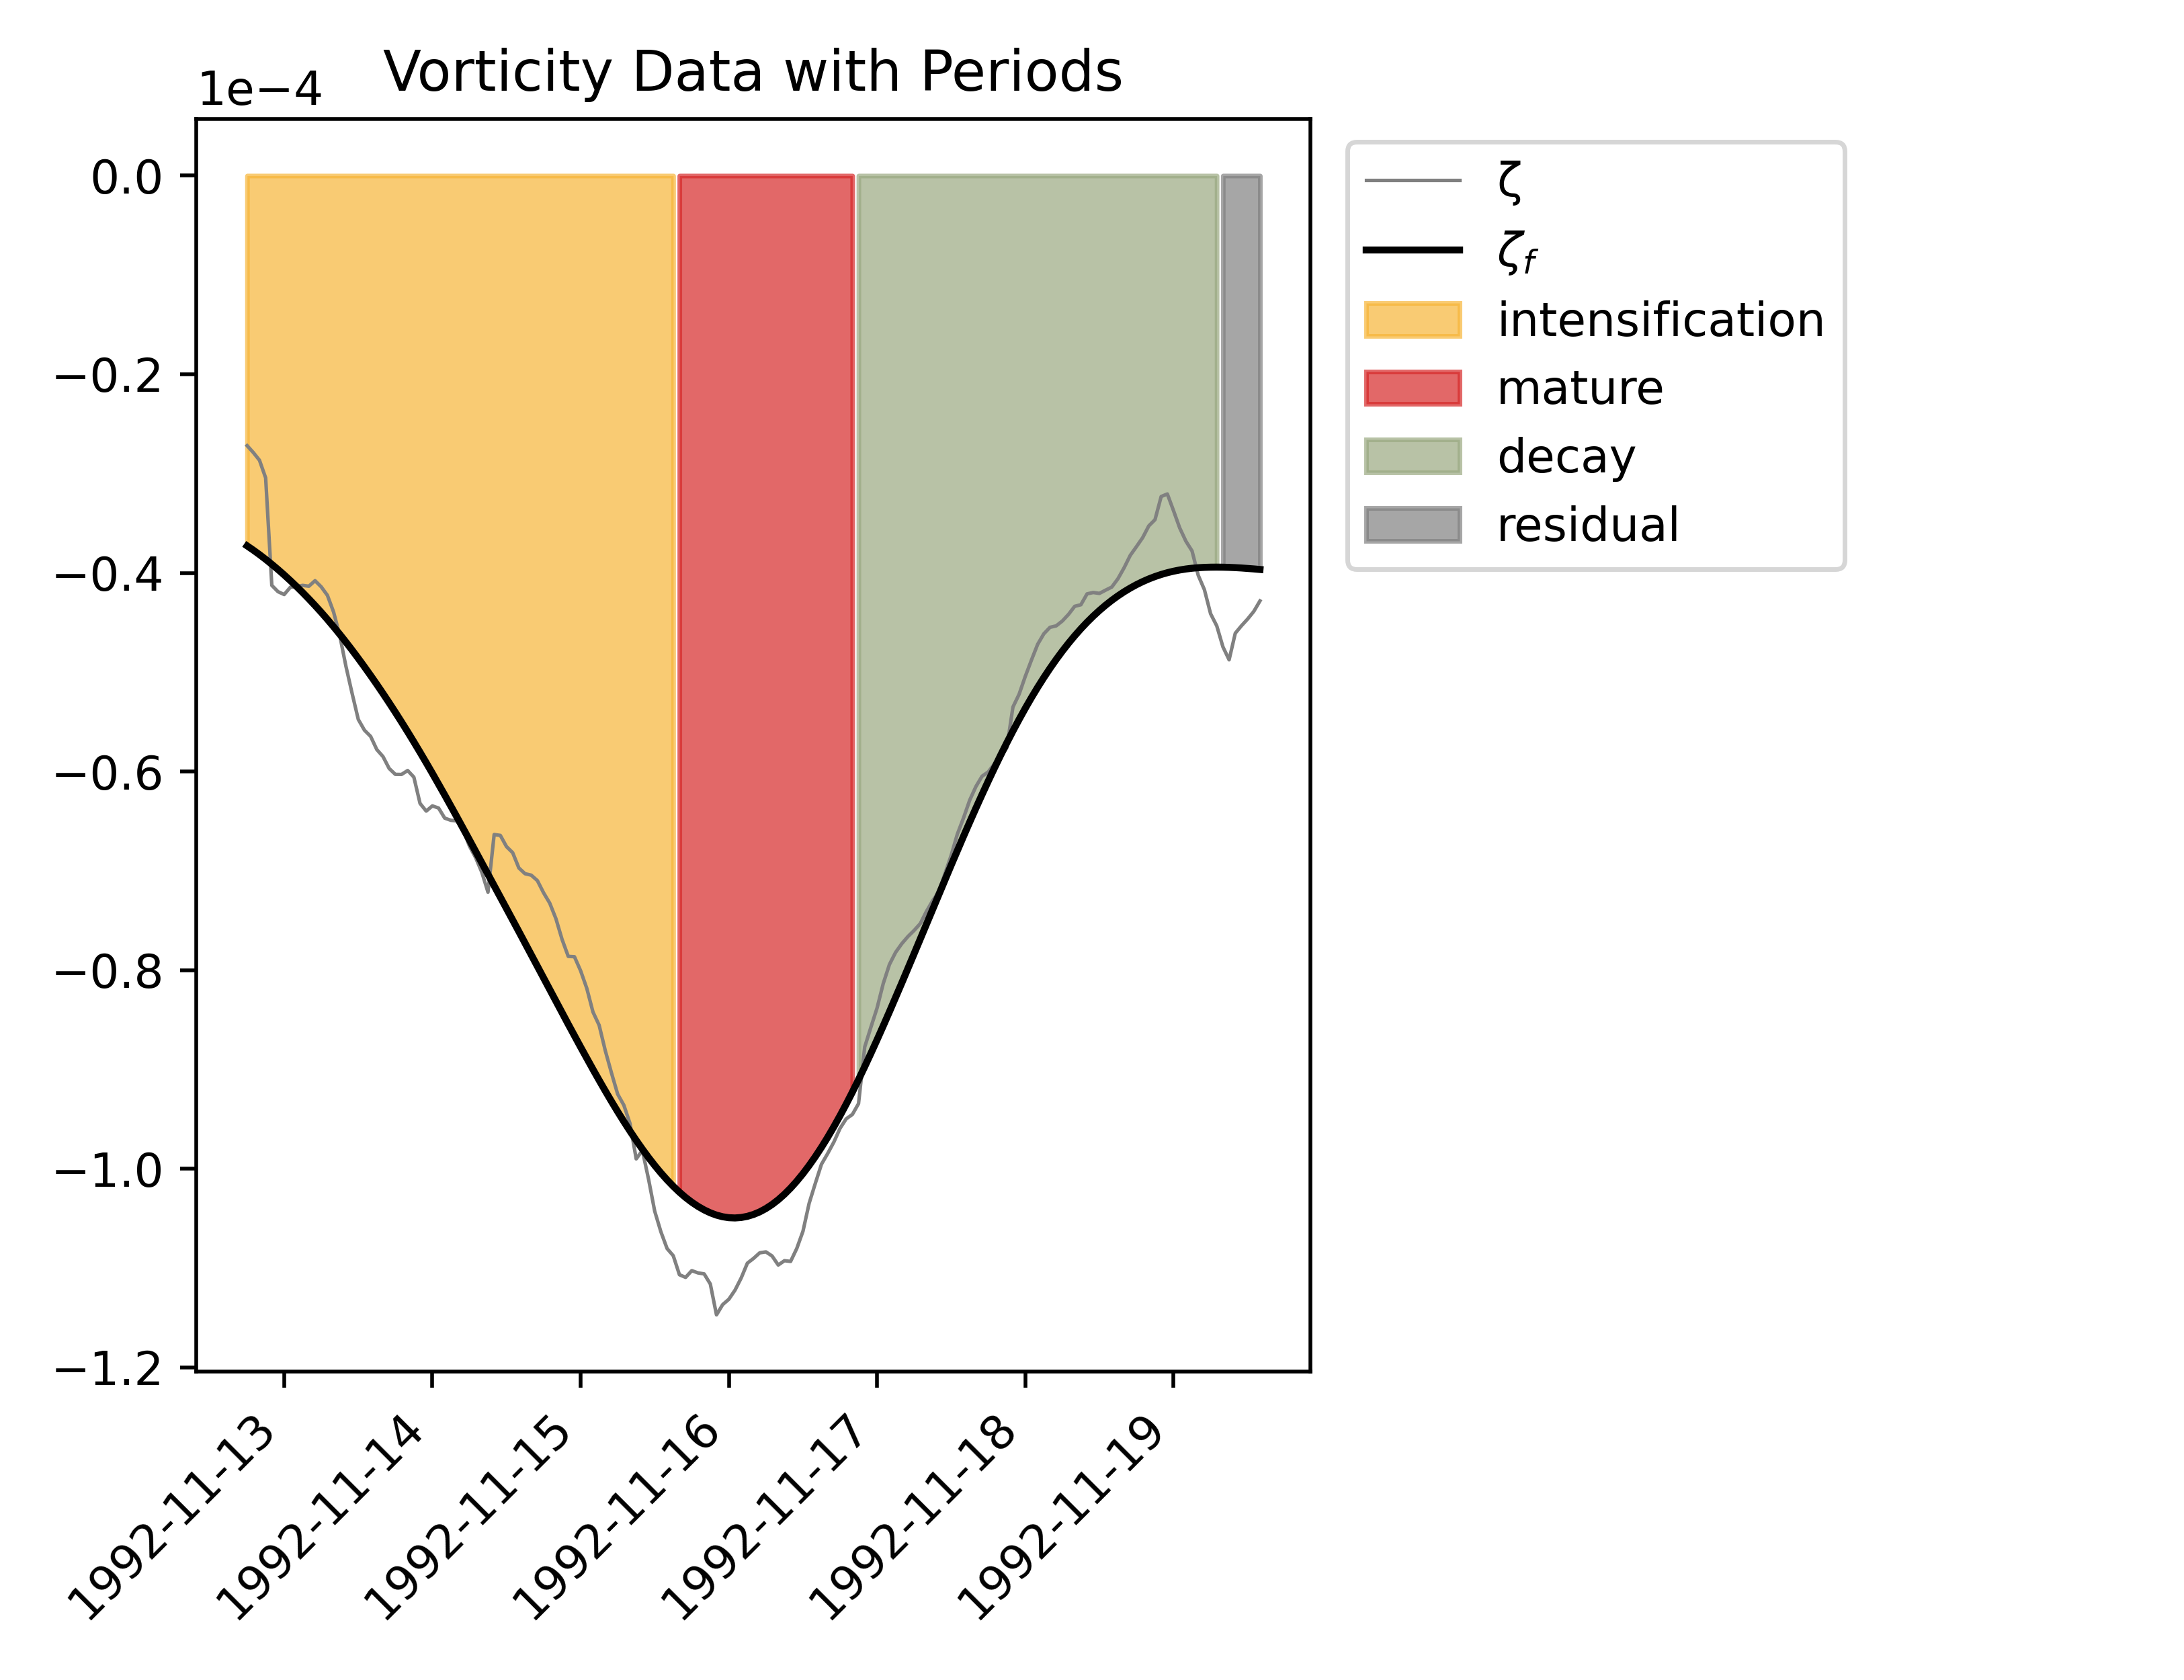 Vorticity Data with Periods
1e−4
0.0
−0.2
−0.4
−0.6
−0.8
−1.0
−1.2
1992-11-13
1992-11-14
1992-11-15
1992-11-16
1992-11-17
1992-11-18
1992-11-19
ζ
ζf
intensification
mature
decay
residual